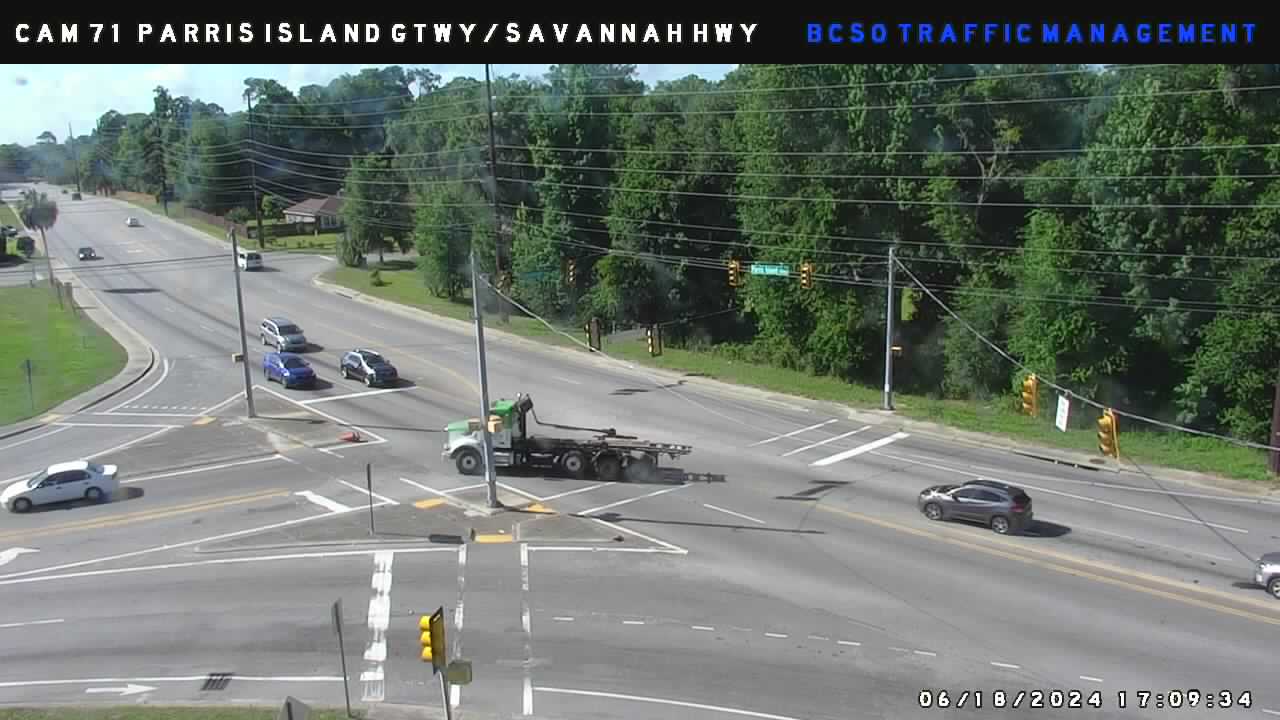 CAM 71 PARRIS ISLAND GTWY/SAVANNAH HWY
BCSO TRAFFIC MANAGEMENT
06/18/2024 17:09:34